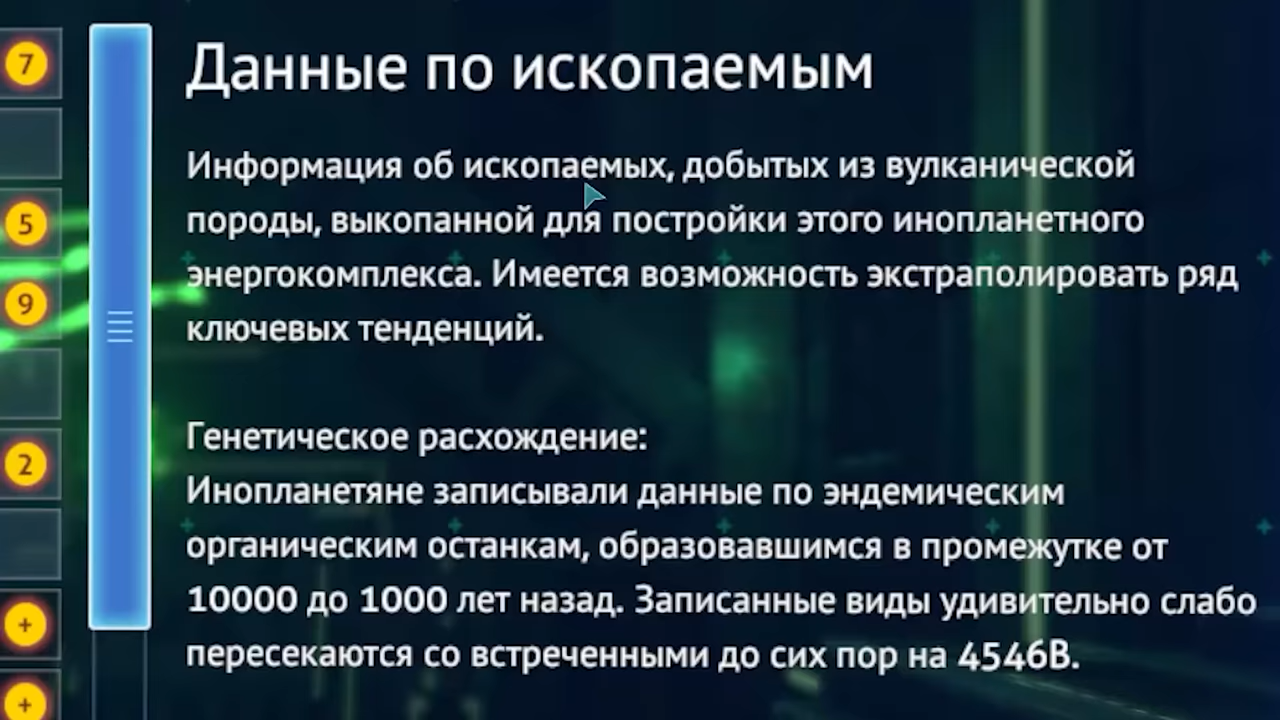 7
5
9
2
+
+
Данные по ископаемым
Информация об ископаемых, добытых из вулканической
породы, выкопанной для постройки этого инопланетного
энергокомплекса. Имеется возможность экстраполировать ряд
ключевых тенденций.
Генетическое расхождение:
Инопланетяне записывали данные по эндемическим
органическим останкам, образовавшимся в промежутке от
10000 до 1000 лет назад. Записанные виды удивительно слабо
пересекаются со встреченными до сих пор на 4546B.